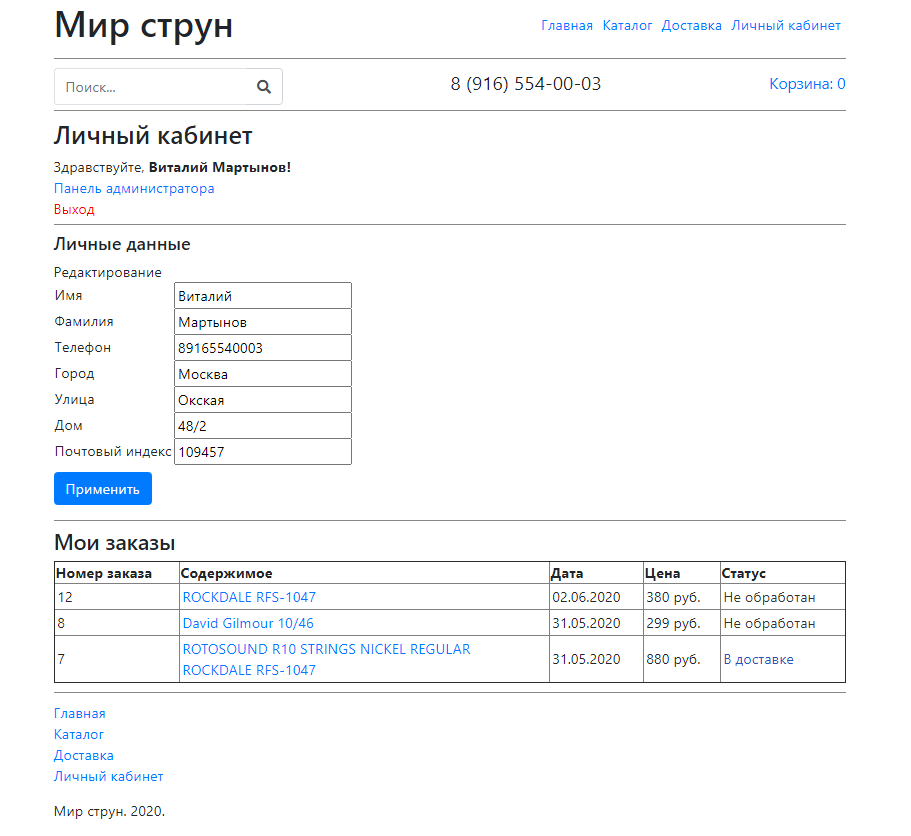 Мир струн
Главная Каталог Доставка Личный кабинет
Поиск...
8 (916) 554-00-03
Корзина: 0
Личный кабинет
Здравствуйте, Виталий Мартынов!
Панель администратора
Выход
Личные данные
Редактирование
Имя Виталий
Фамилия Мартынов
Телефон 89165540003
Город Москва
Улица Окская
Дом 48/2
Почтовый индекс 109457
Применить
Мои заказы
Номер заказа Содержимое Дата Цена Статус
12 ROCKDALE RFS-1047 02.06.2020 380 руб. Не обработан
8 David Gilmour 10/46 31.05.2020 299 руб. Не обработан
7 ROTOSOUND R10 STRINGS NICKEL REGULAR 31.05.2020 880 руб. В доставке
ROCKDALE RFS-1047
Главная
Каталог
Доставка
Личный кабинет
Мир струн. 2020.